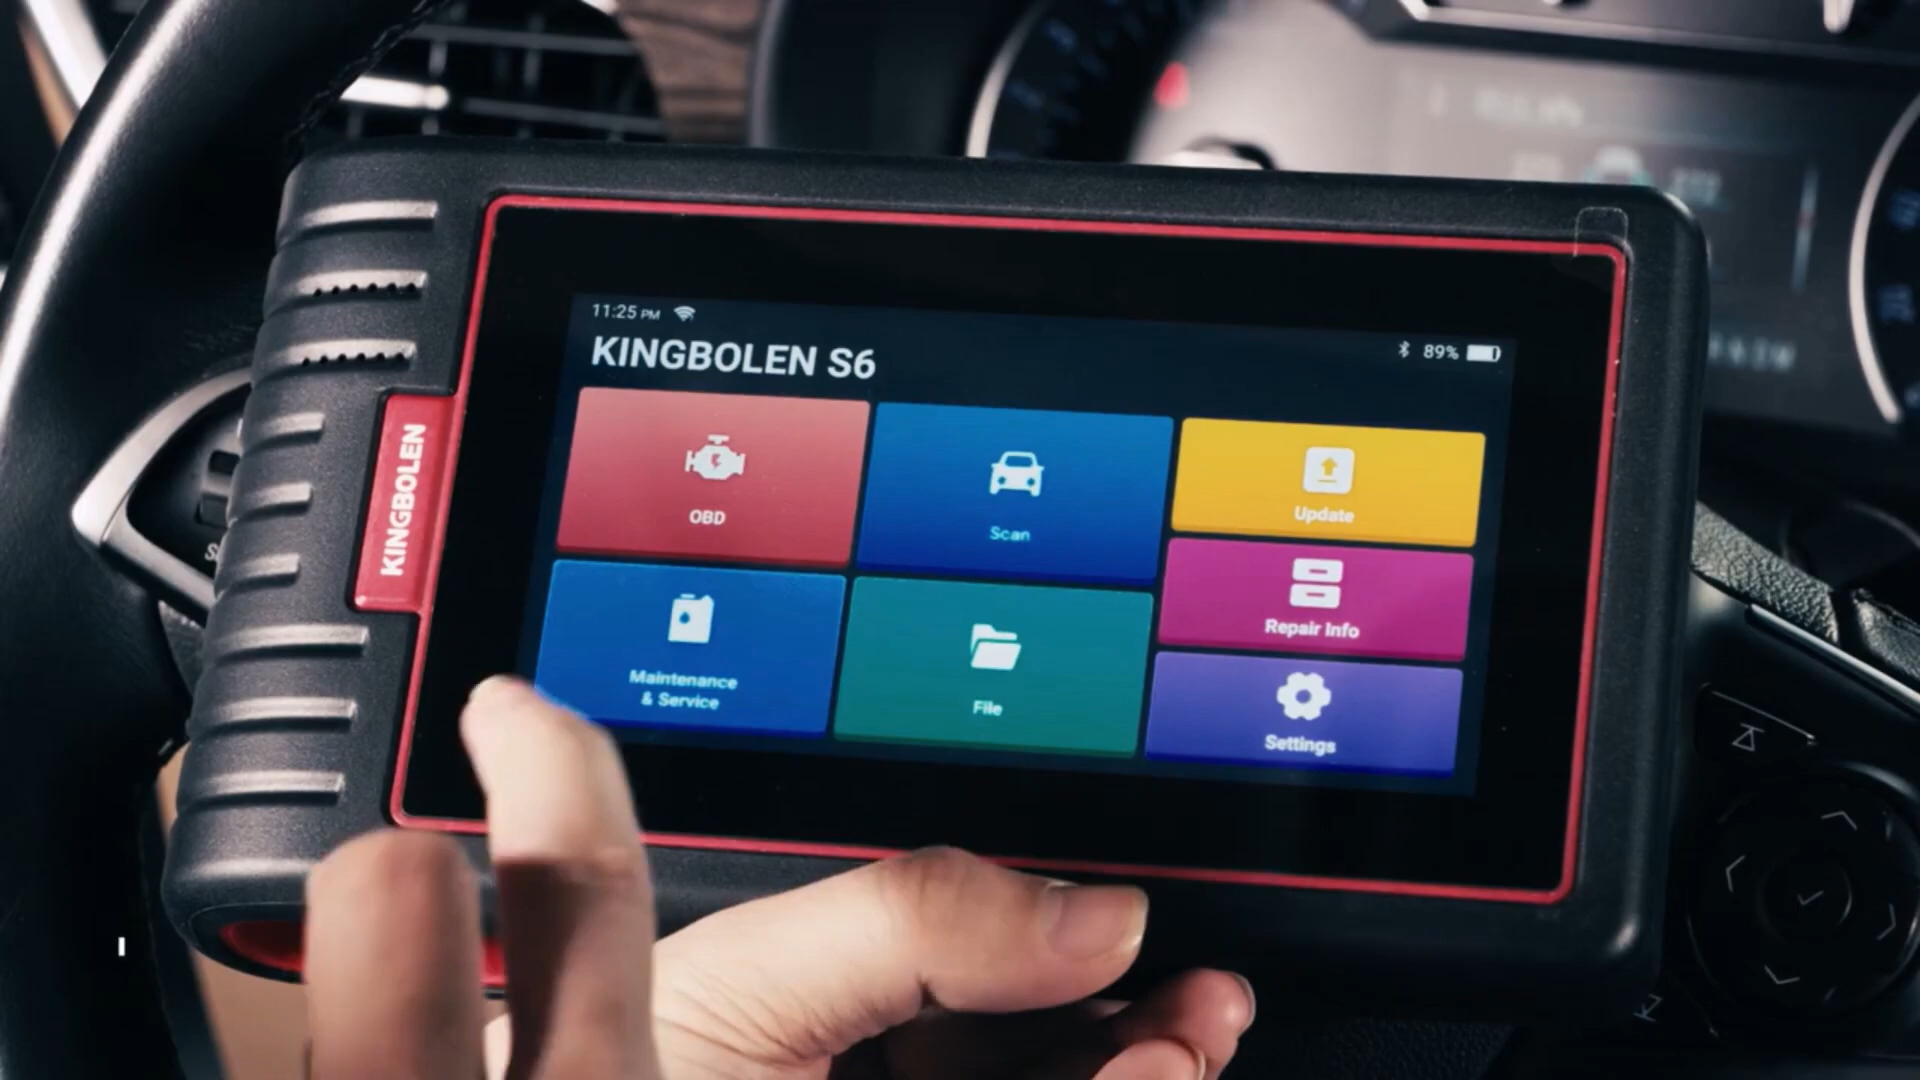 11:25 PM
89%
KINGBOLEN S6
OBD
Scan
Update
Repair Info
Maintenance
& Service
File
Settings
KINGBOLEN